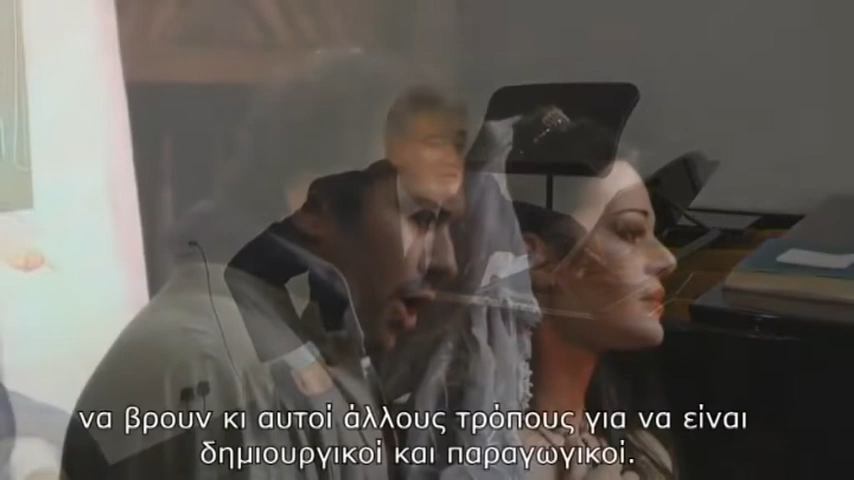 να βρουν κι αυτοί άλλους τρόπους για να είναι
δημιουργικοί και παραγωγικοί.